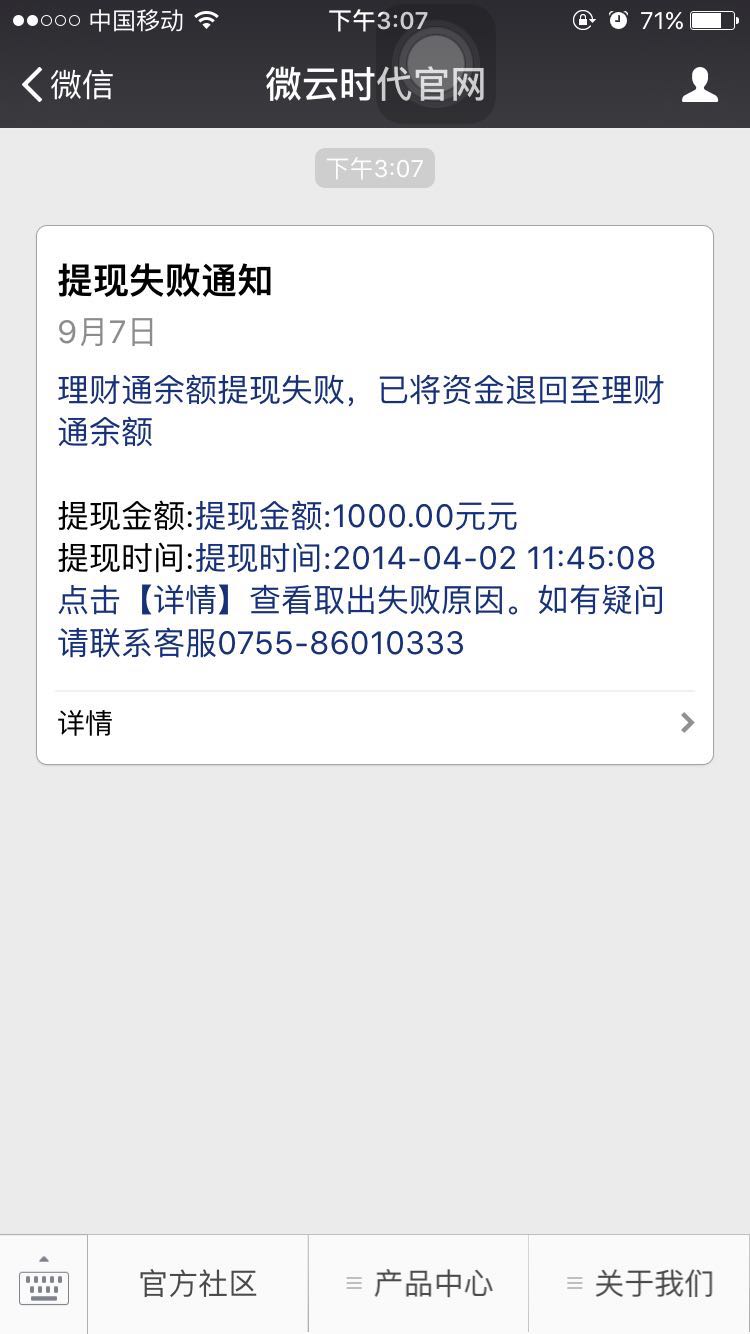 中国移动 下午3:07 71%
微信 微云时代官网
下午3:07
提现失败通知
9月7日
理财通余额提现失败，已将资金退回至理财
通余额
提现金额:提现金额:1000.00元元
提现时间:提现时间:2014-04-02 11:45:08
点击【详情】查看取出失败原因。如有疑问
请联系客服0755-86010333
详情
官方社区 产品中心 关于我们